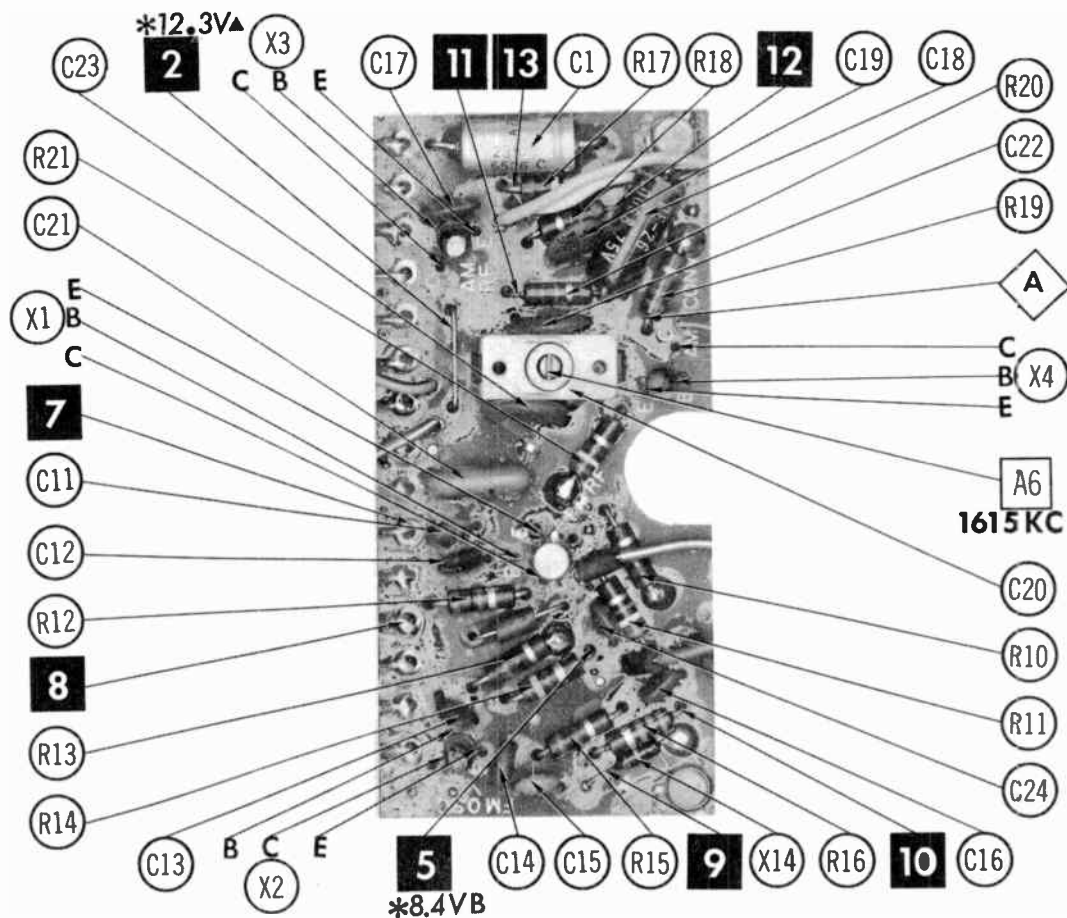 *12.3V▲
C23 2 X3 C17 11 13 C1 R17 R18 12 C19 C18
C B E
R20
R21
C22
C21
R19
A
E
X1 B
C
C
B X4
E
7
A6
1615KC
C11
C12
C20
R12
R10
8
R11
R13
C24
R14
C13 B C E X2 5 C14 C15 R15 9 X14 R16 10 C16
*8.4VB
AM
E
B